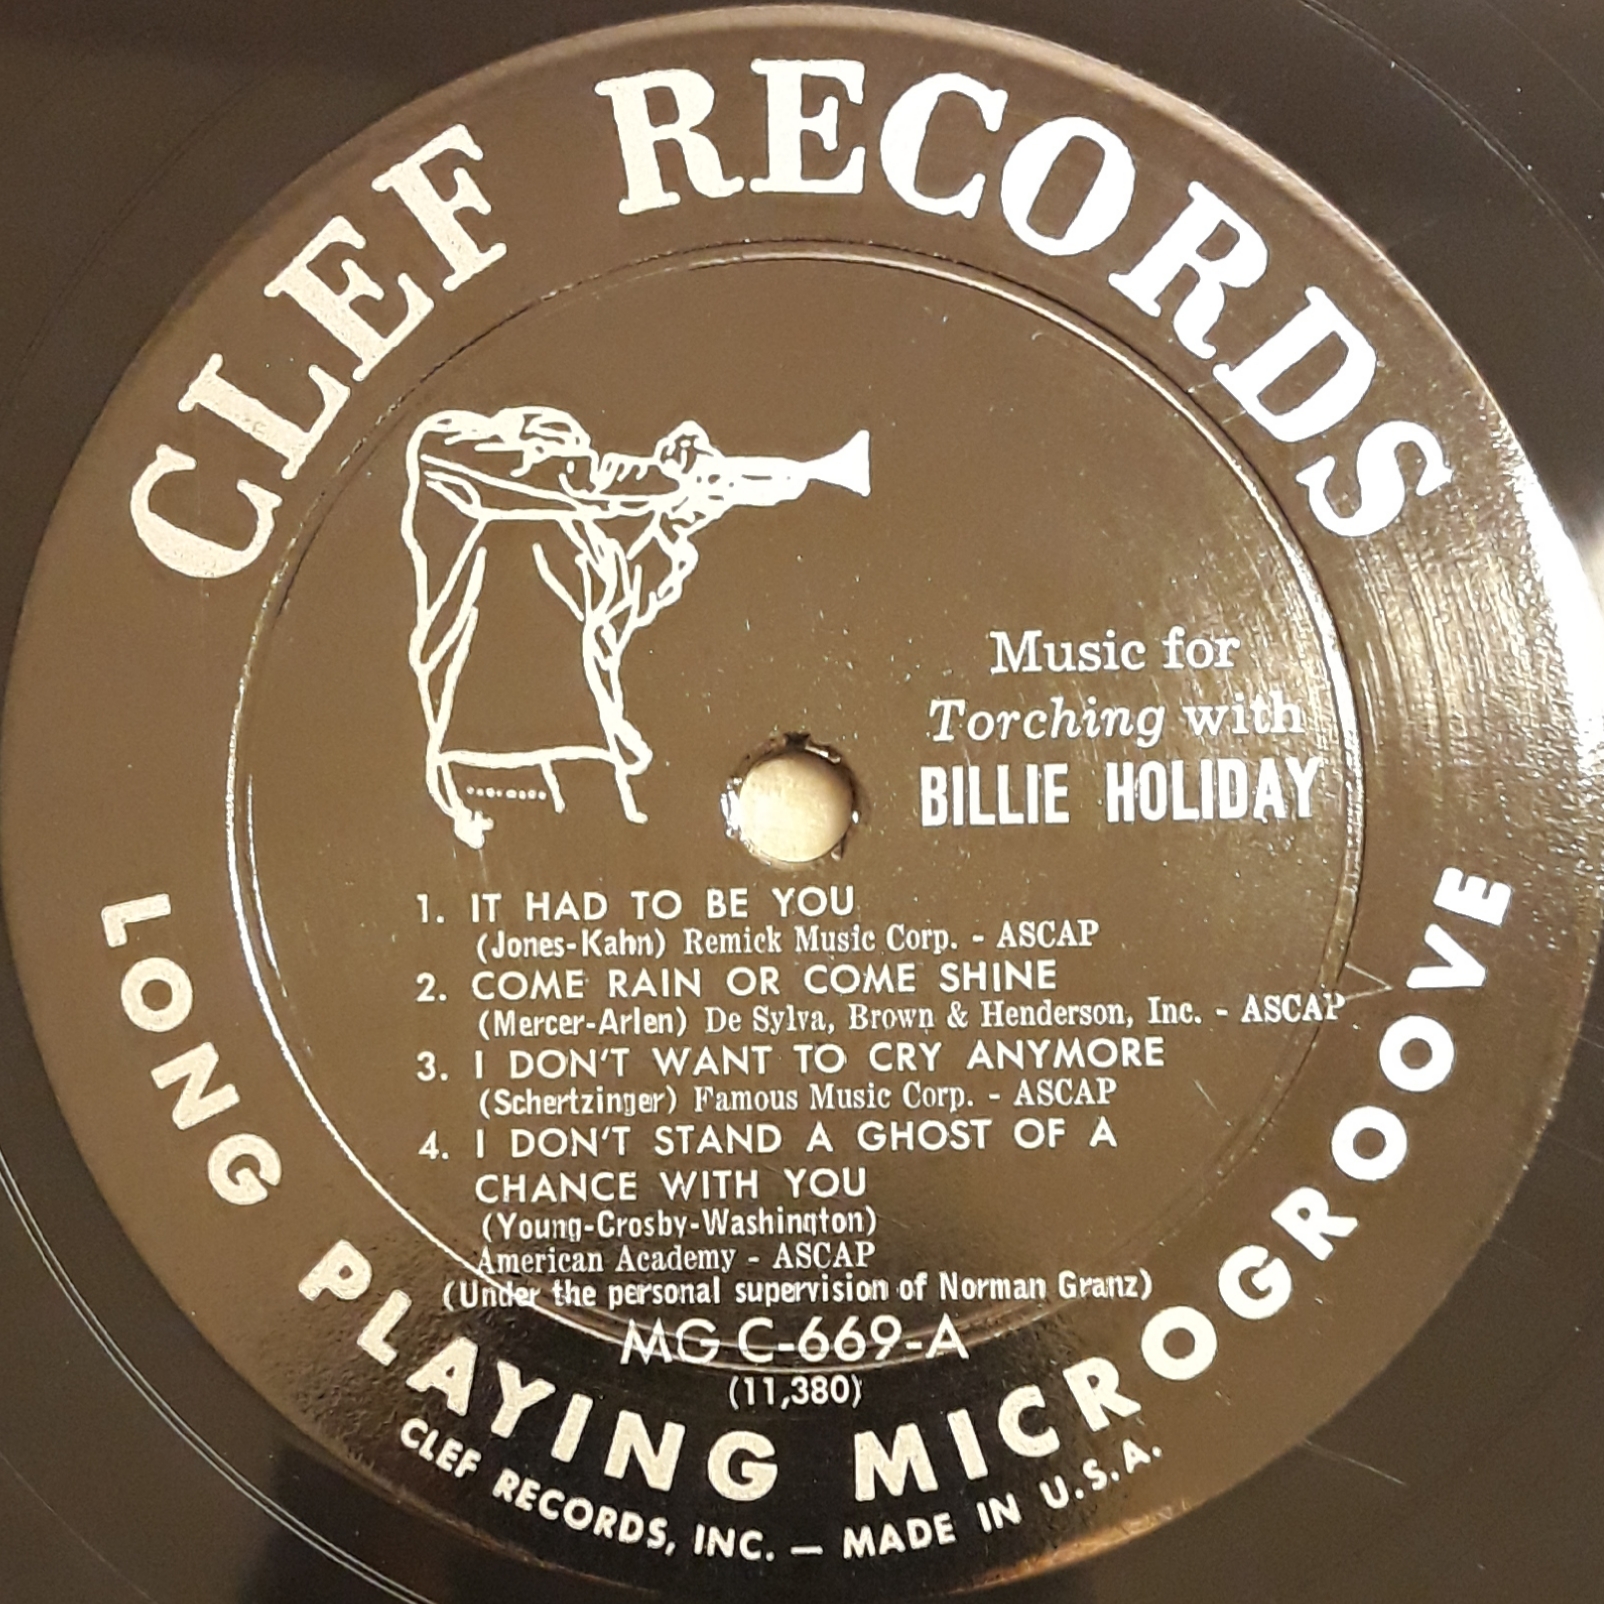 CLEF RECORDS
Music for
Torching with
BILLIE HOLIDAY
1. IT HAD TO BE YOU
(Jones-Kahn) Remick Music Corp. - ASCAP
2. COME RAIN OR COME SHINE
(Mercer-Arlen) De Sylva, Brown & Henderson, Inc. - ASCAP
3. I DON'T WANT TO CRY ANYMORE
(Schertzinger) Famous Music Corp. - ASCAP
4. I DON'T STAND A GHOST OF A
CHANCE WITH YOU
(Young-Crosby-Washington)
American Academy - ASCAP
(Under the personal supervision of Norman Granz)
MG C-669-A
(11,380)
LONG PLAYING MICROGROOVE
CLEF RECORDS, INC. — MADE IN U.S.A.